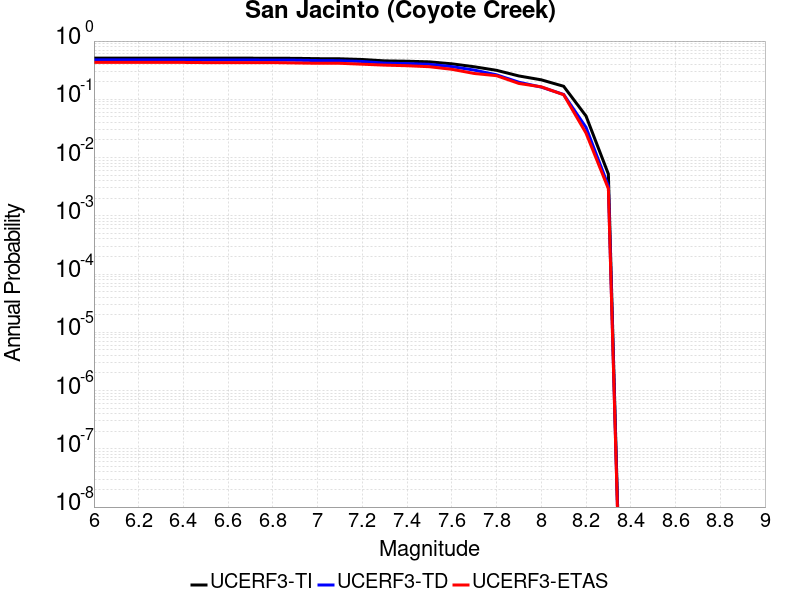 San Jacinto (Coyote Creek)
10^0
10^-1
10^-2
10^-3
10^-4
10^-5
10^-6
10^-7
10^-8
Annual Probability
6 6.2 6.4 6.6 6.8 7 7.2 7.4 7.6 7.8 8 8.2 8.4 8.6 8.8 9
Magnitude
UCERF3-TI UCERF3-TD UCERF3-ETAS